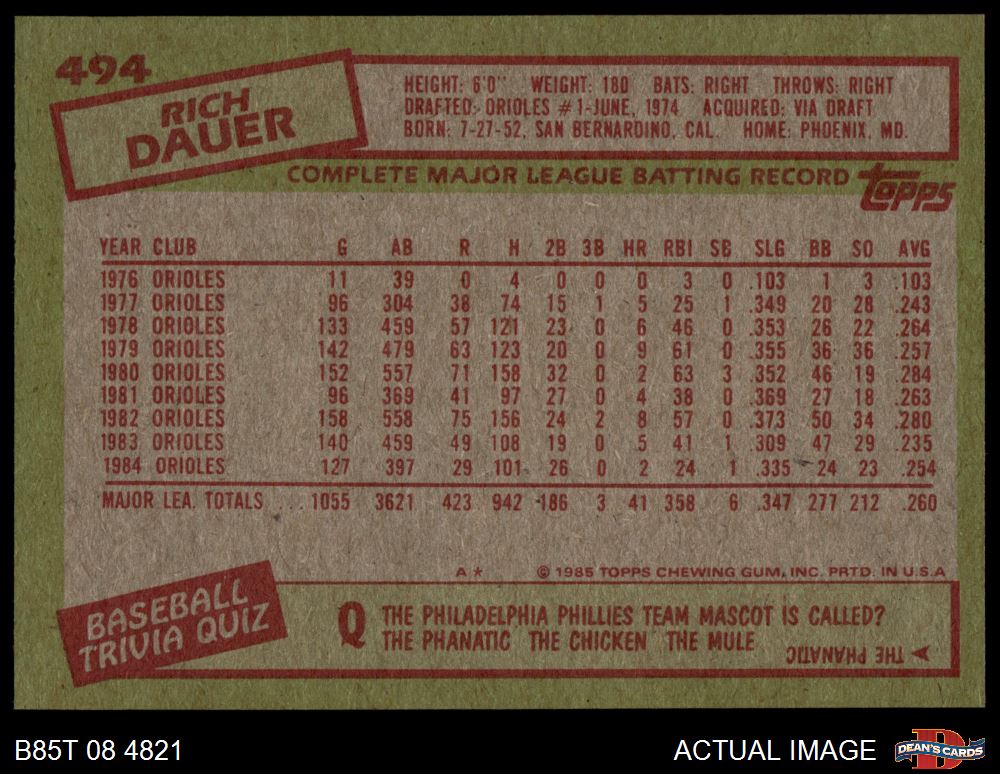 494
RICH
DAUER
HEIGHT: 6'0" WEIGHT: 180 BATS: RIGHT THROWS: RIGHT
DRAFTED: ORIOLES #1-JUNE, 1974 ACQUIRED: VIA DRAFT
BORN: 7-27-52, SAN BERNARDINO, CAL. HOME: PHOENIX, MD.
COMPLETE MAJOR LEAGUE BATTING RECORD topps
YEAR CLUB G AB R H 2B 3B HR RBI SB SLG BB SO AVG
1976 ORIOLES 11 39 0 4 0 0 0 3 0 .103 1 3 .103
1977 ORIOLES 96 304 38 74 15 1 5 25 1 .349 20 28 .243
1978 ORIOLES 133 459 57 121 23 0 6 46 0 .353 26 22 .264
1979 ORIOLES 142 479 63 123 20 0 9 61 0 .355 36 36 .257
1980 ORIOLES 152 557 71 158 32 0 2 63 3 .352 46 19 .284
1981 ORIOLES 96 369 41 97 27 0 4 38 0 .369 27 18 .263
1982 ORIOLES 158 558 75 156 24 2 8 57 0 .373 50 34 .280
1983 ORIOLES 140 459 49 108 19 0 5 41 1 .309 47 29 .235
1984 ORIOLES 127 397 29 101 26 0 2 24 1 .335 24 23 .254
MAJOR LEA. TOTALS ... 1055 3621 423 942 186 3 41 358 6 .347 277 212 .260
A* © 1985 TOPPS CHEWING GUM, INC. PRTD. IN U.S.A
BASEBALL
TRIVIA QUIZ
Q THE PHILADELPHIA PHILLIES TEAM MASCOT IS CALLED?
THE PHANATIC THE CHICKEN THE MULE
THE PHANATIC
B85T 08 4821
ACTUAL IMAGE
DEAN'S CARDS